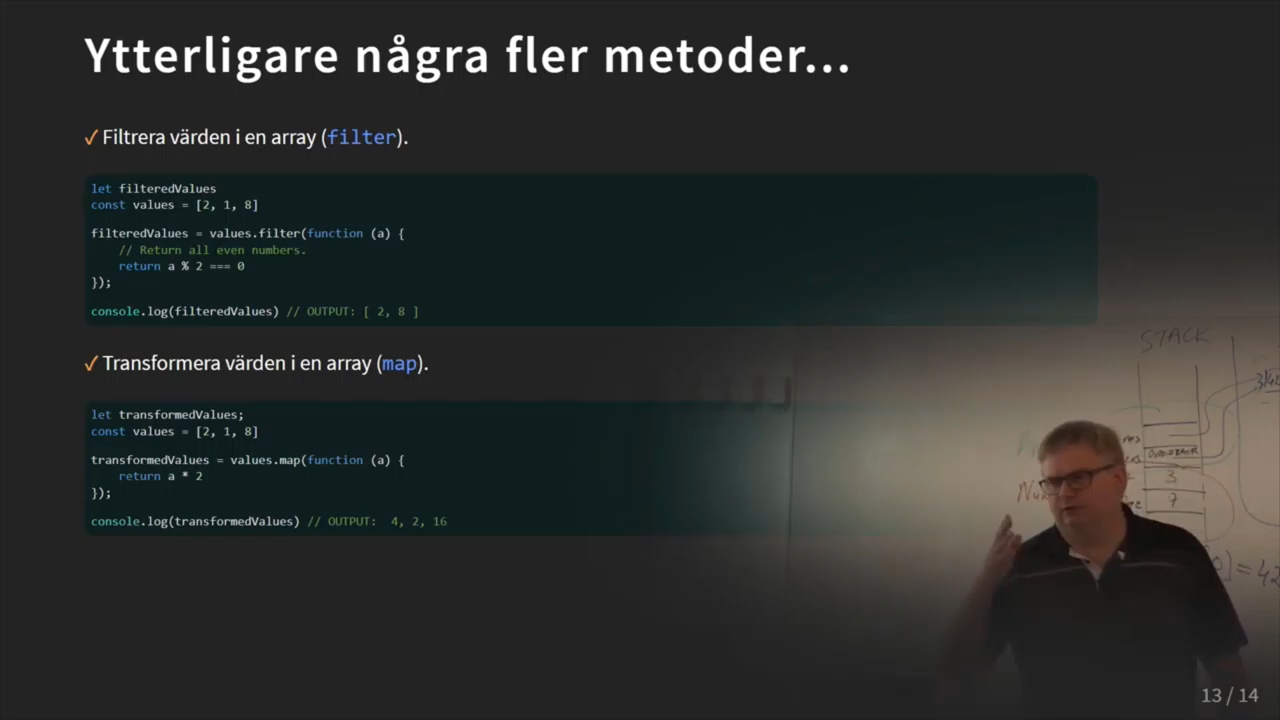 Ytterligare några fler metoder...
✓ Filtrera värden i en array (filter).
let filteredValues
const values = [2, 1, 8]
filteredValues = values.filter(function (a) {
// Return all even numbers.
return a % 2 === 0
});
console.log(filteredValues) // OUTPUT: [ 2, 8 ]
✓ Transformera värden i en array (map).
let transformedValues;
const values = [2, 1, 8]
transformedValues = values.map(function (a) {
return a * 2
});
console.log(transformedValues) // OUTPUT:  4, 2, 16
STACK
3
7
13 / 14